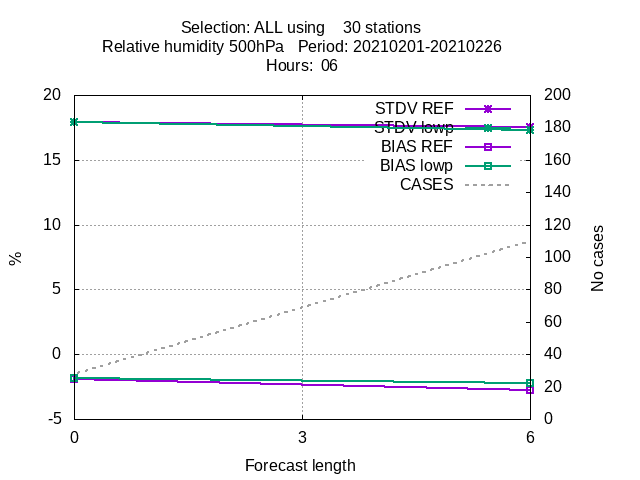 Selection: ALL using    30 stations
Relative humidity 500hPa   Period: 20210201-20210226
Hours:  06
20
15
10
5
0
-5
200
180
160
140
120
100
80
60
40
20
0
STDV REF
STDV lowp
BIAS REF
BIAS lowp
CASES
%
No cases
0 3 6
Forecast length